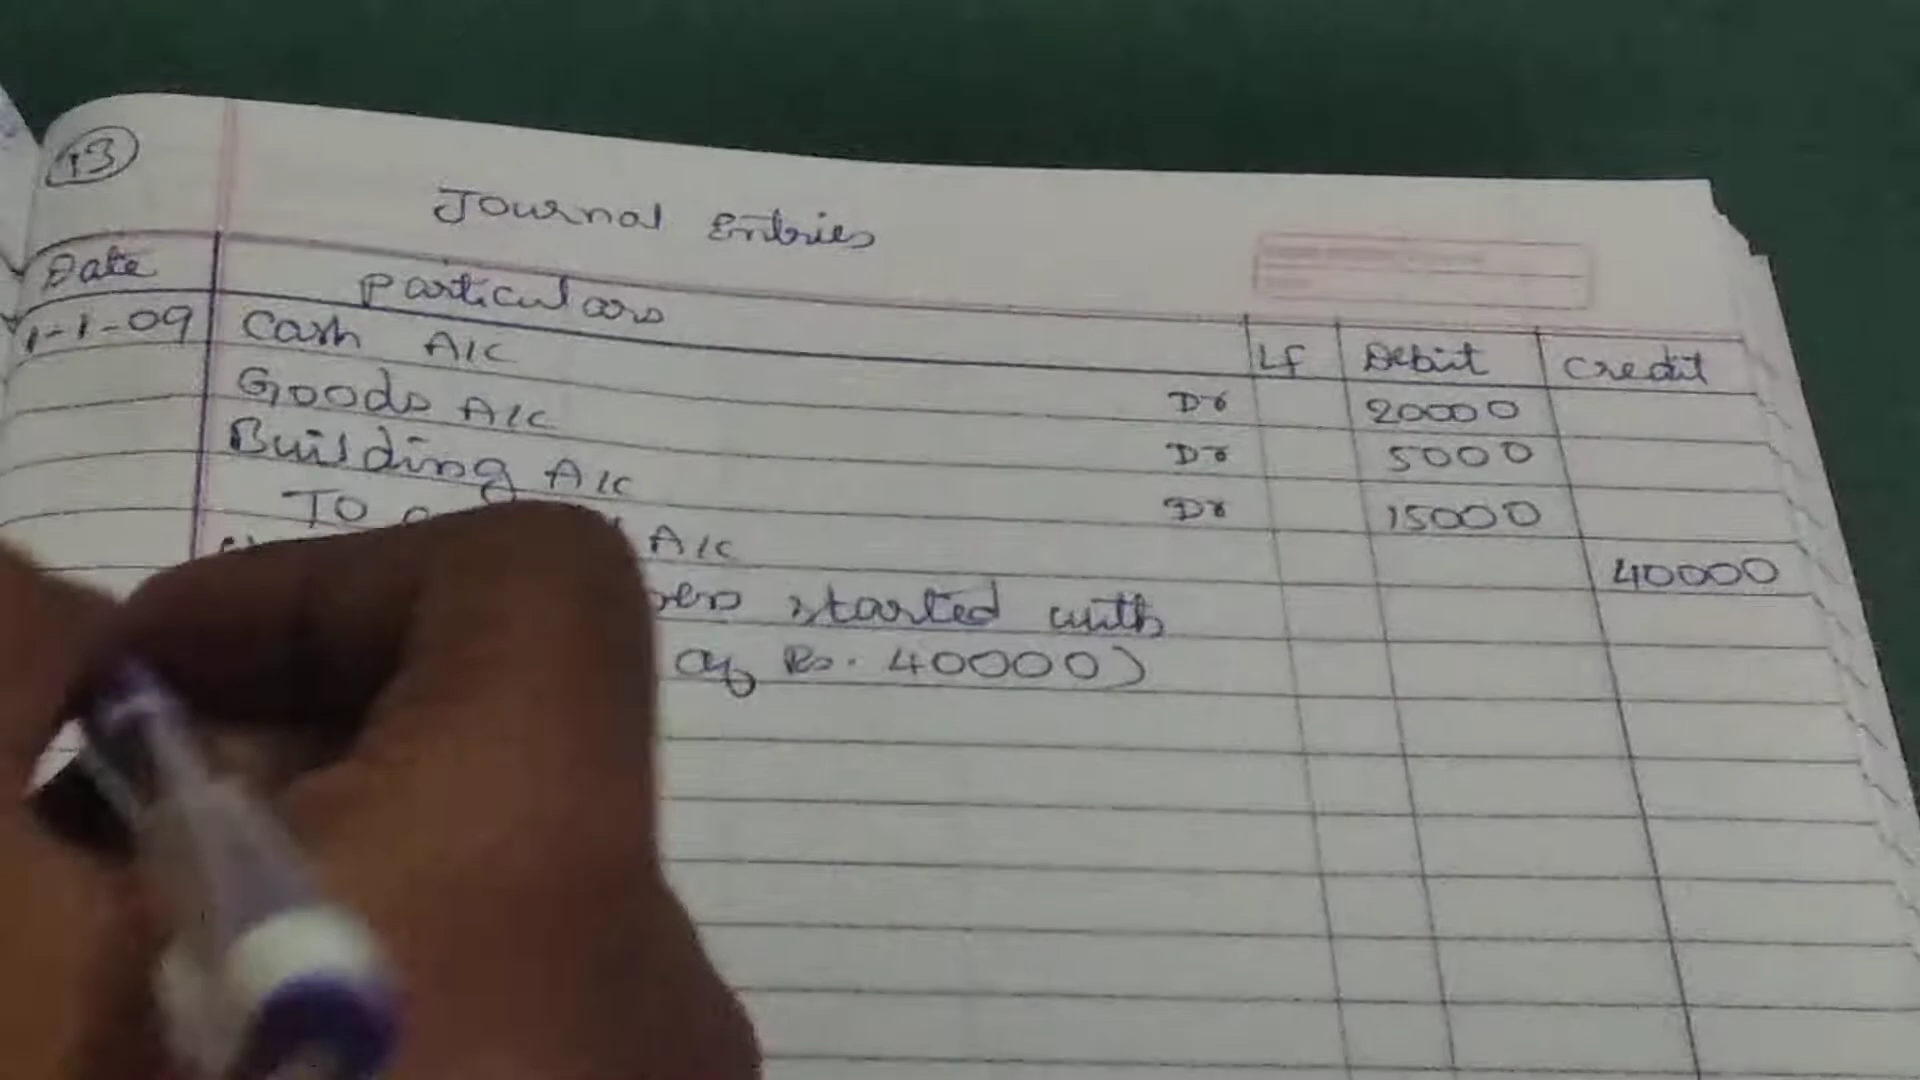 13
Journal Entries
Date Particulars LF Debit Credit
1-1-09 Cash A/C Dr 20000
Goods A/C Dr 5000
Building A/C Dr 15000
To A/C 40000
started with
of Rs. 40000)